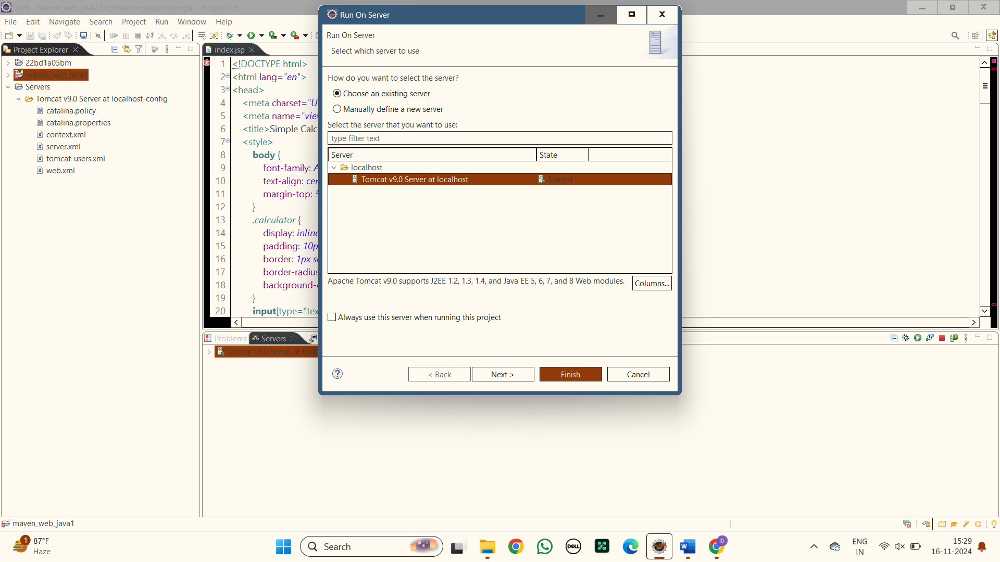 5bm - maven_web_java1/src/main/webapp/index.jsp - Eclipse IDE
File Edit Navigate Search Project Run Window Help
Project Explorer
22bd1a05bm
maven_web_java1
Servers
Tomcat v9.0 Server at localhost-config
catalina.policy
catalina.properties
context.xml
server.xml
tomcat-users.xml
web.xml
index.jsp
1 <!DOCTYPE html>
2 <html lang="en">
3 <head>
4 <meta charset="U
5 <meta name="vie
6 <title>Simple Calc
7 <style>
8 body {
9 font-family: A
10 text-align: cen
11 margin-top: 5
12 }
13 .calculator {
14 display: inline
15 padding: 10p
16 border: 1px so
17 border-radius
18 background-
19 }
20 input[type="tex
Problems Servers
Tomcat v9.0 Server at loca
Run On Server
Run On Server
Select which server to use
How do you want to select the server?
Choose an existing server
Manually define a new server
Select the server that you want to use:
type filter text
Server State
localhost
Tomcat v9.0 Server at localhost Started
Apache Tomcat v9.0 supports J2EE 1.2, 1.3, 1.4, and Java EE 5, 6, 7, and 8 Web modules.
Columns...
Always use this server when running this project
< Back Next > Finish Cancel
maven_web_java1
1
87°F
Haze
Search
DELL
D
ENG
IN
15:29
16-11-2024